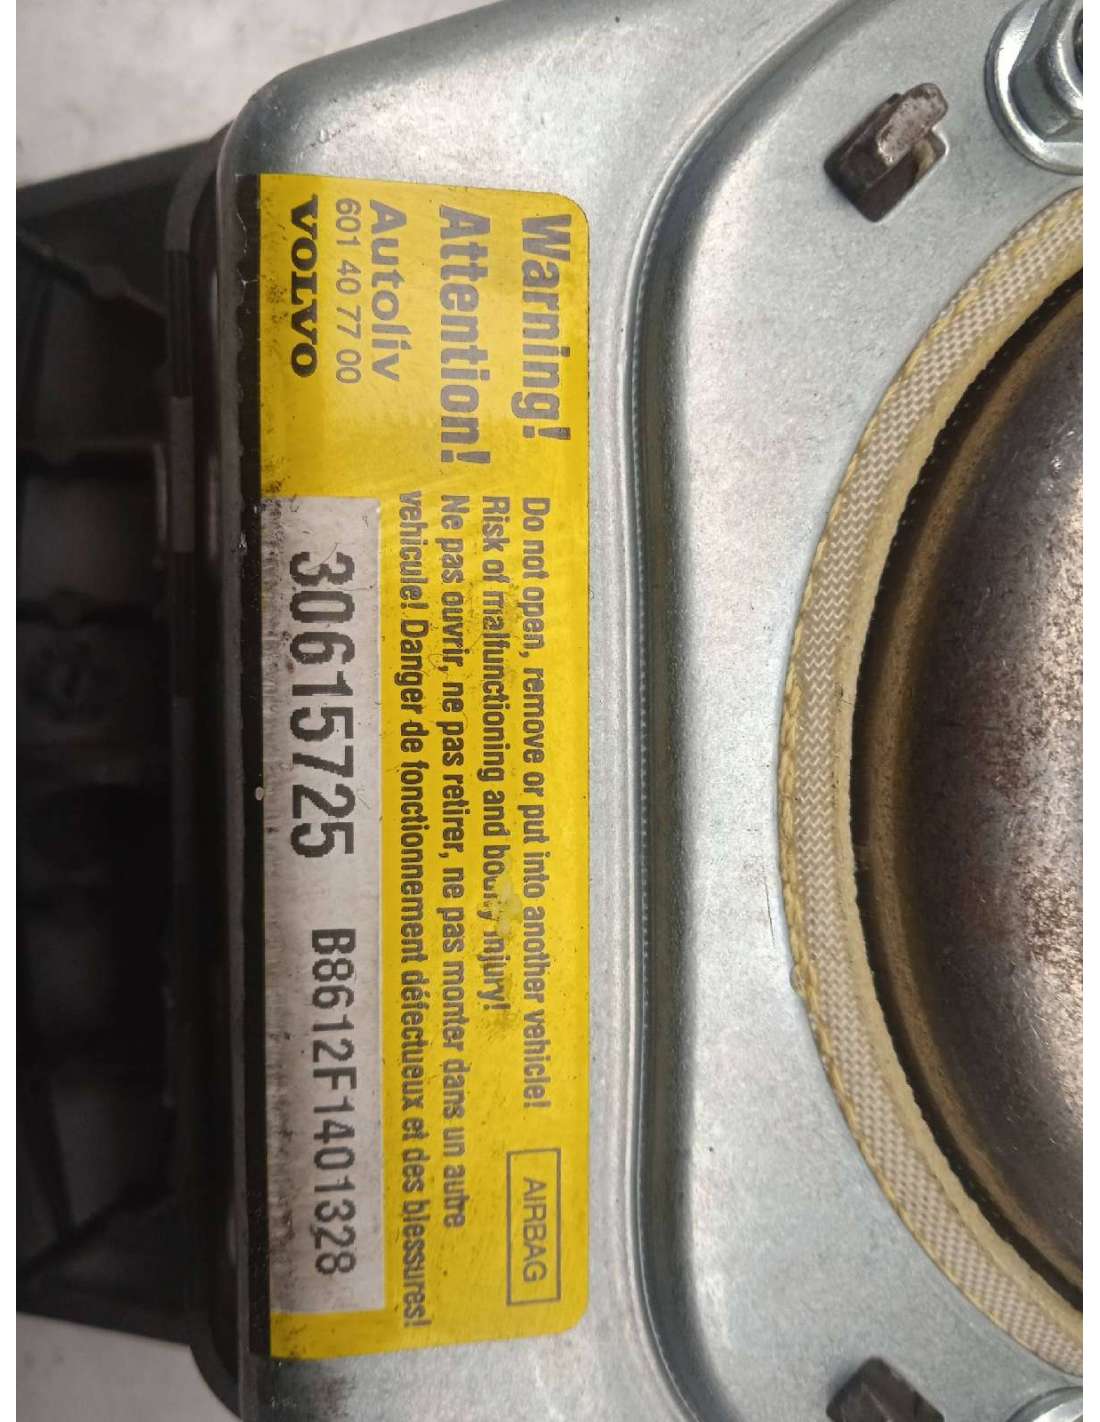 Warning!
Attention!
Autoliv
601 40 77 00
VOLVO
Do not open, remove or put into another vehicle!
Risk of malfunctioning and bodily injury!
Ne pas ouvrir, ne pas retirer, ne pas monter dans un autre
vehicule! Danger de fonctionnement défectueux et des blessures!
AIRBAG
30615725 B8612F1401328